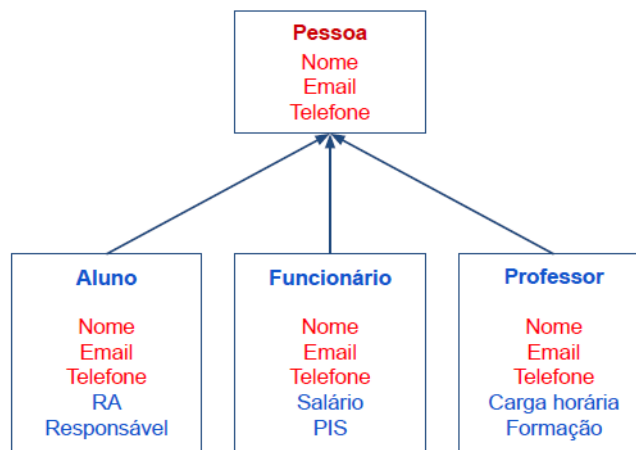 Pessoa
Nome
Email
Telefone
Aluno
Nome
Email
Telefone
RA
Responsável
Funcionário
Nome
Email
Telefone
Salário
PIS
Professor
Nome
Email
Telefone
Carga horária
Formação